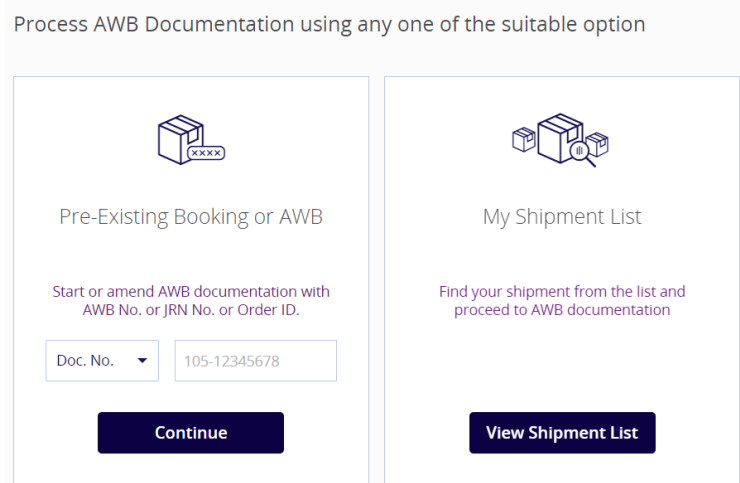 Process AWB Documentation using any one of the suitable option
xxxx
Pre-Existing Booking or AWB
Start or amend AWB documentation with
AWB No. or JRN No. or Order ID.
Doc. No.
105-12345678
Continue
My Shipment List
Find your shipment from the list and
proceed to AWB documentation
View Shipment List